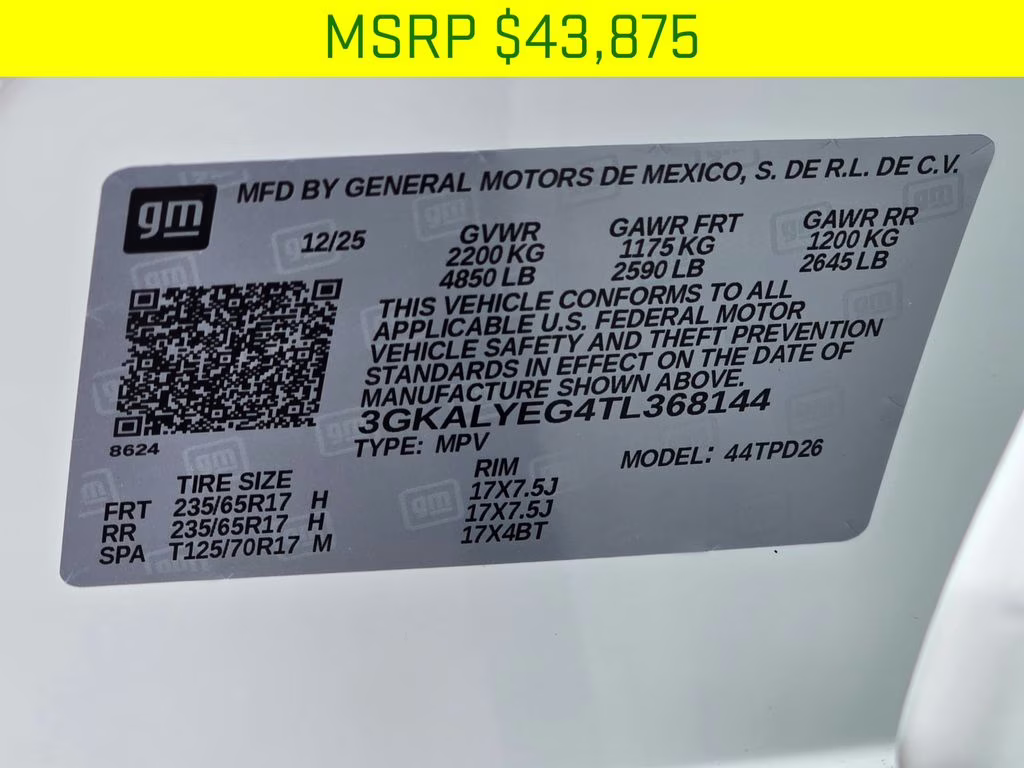 MSRP $43,875
gm
MFD BY GENERAL MOTORS DE MEXICO, S. DE R.L. DE C.V.
12/25
GVWR
2200 KG
4850 LB
GAWR FRT
1175 KG
2590 LB
GAWR RR
1200 KG
2645 LB
THIS VEHICLE CONFORMS TO ALL
APPLICABLE U.S. FEDERAL MOTOR
VEHICLE SAFETY AND THEFT PREVENTION
STANDARDS IN EFFECT ON THE DATE OF
MANUFACTURE SHOWN ABOVE.
3GKALYEG4TL368144
8624
TYPE: MPV
MODEL: 44TPD26
TIRE SIZE
RIM
FRT 235/65R17 H 17X7.5J
RR 235/65R17 H 17X7.5J
SPA T125/70R17 M 17X4BT